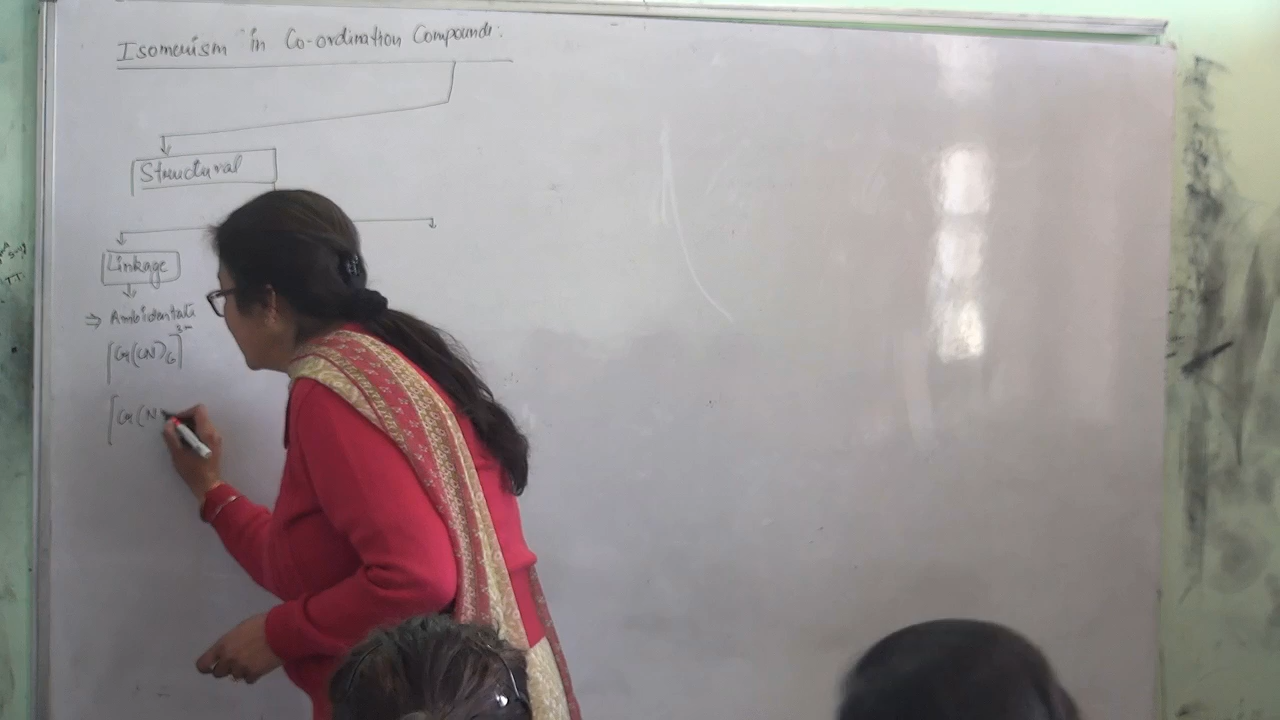 Isomerism in Co-ordination Compounds:
Structural
Linkage
⇒ Ambidentate
[Cr(CN)6]3-
[Cr(N